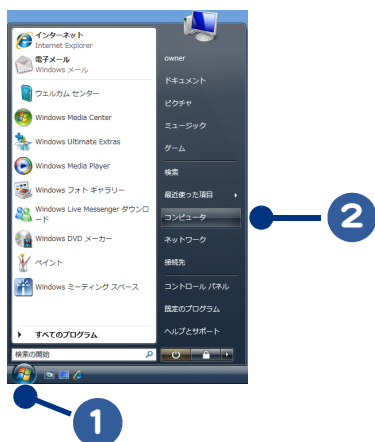 インターネット
Internet Explorer
電子メール
Windows メール
ウェルカム センター
Windows Media Center
Windows Ultimate Extras
Windows Media Player
Windows フォト ギャラリー
Windows Live Messenger ダウンロ
ード
Windows DVD メーカー
ペイント
Windows ミーティング スペース
すべてのプログラム
検索の開始
owner
ドキュメント
ピクチャ
ミュージック
ゲーム
検索
最近使った項目
コンピュータ
ネットワーク
接続先
コントロール パネル
既定のプログラム
ヘルプとサポート
2
1